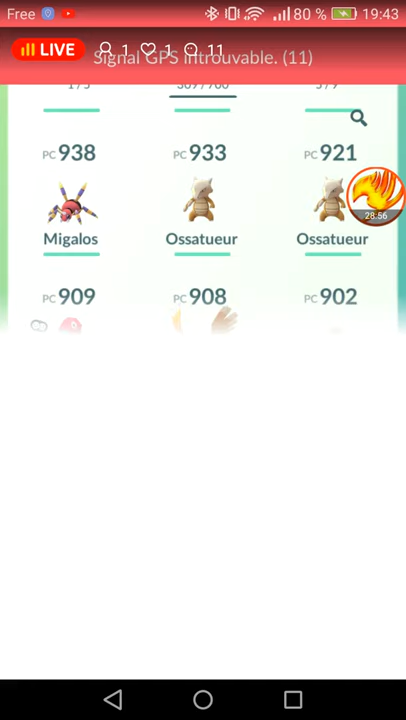 Free 80 % 19:43
LIVE 1 1 11
Signal GPS introuvable. (11)
PC 938 PC 933 PC 921
28:56
Migalos Ossatueur Ossatueur
PC 909 PC 908 PC 902